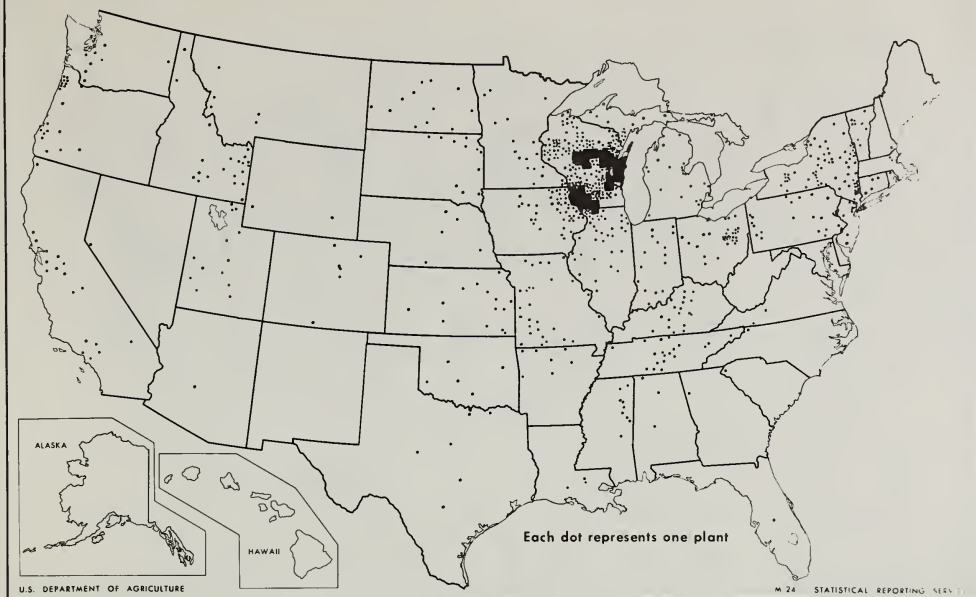 ALASKA
HAWAII
Each dot represents one plant
U.S. DEPARTMENT OF AGRICULTURE
M 24 STATISTICAL REPORTING